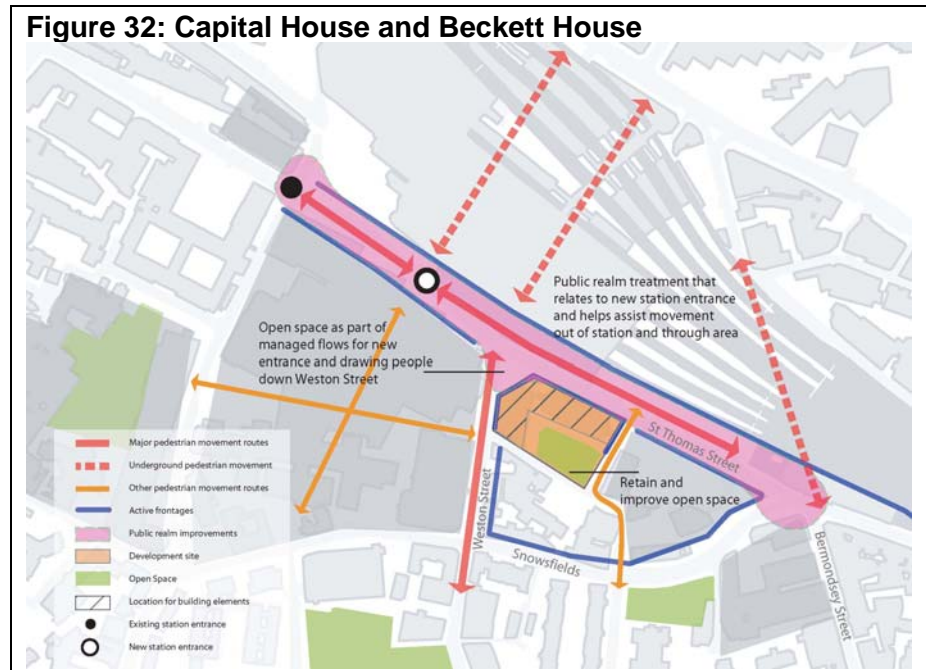 Figure 32: Capital House and Beckett House
Public realm treatment that
relates to new station entrance
and helps assist movement
out of station and through area
Open space as part of
managed flows for new
entrance and drawing people
down Weston Street
St Thomas Street
Retain and
improve open space
Weston Street
Snowsfields
Bermondsey Street
Major pedestrian movement routes
Underground pedestrian movement
Other pedestrian movement routes
Active frontages
Public realm improvements
Development site
Open Space
Location for building elements
Existing station entrance
New station entrance